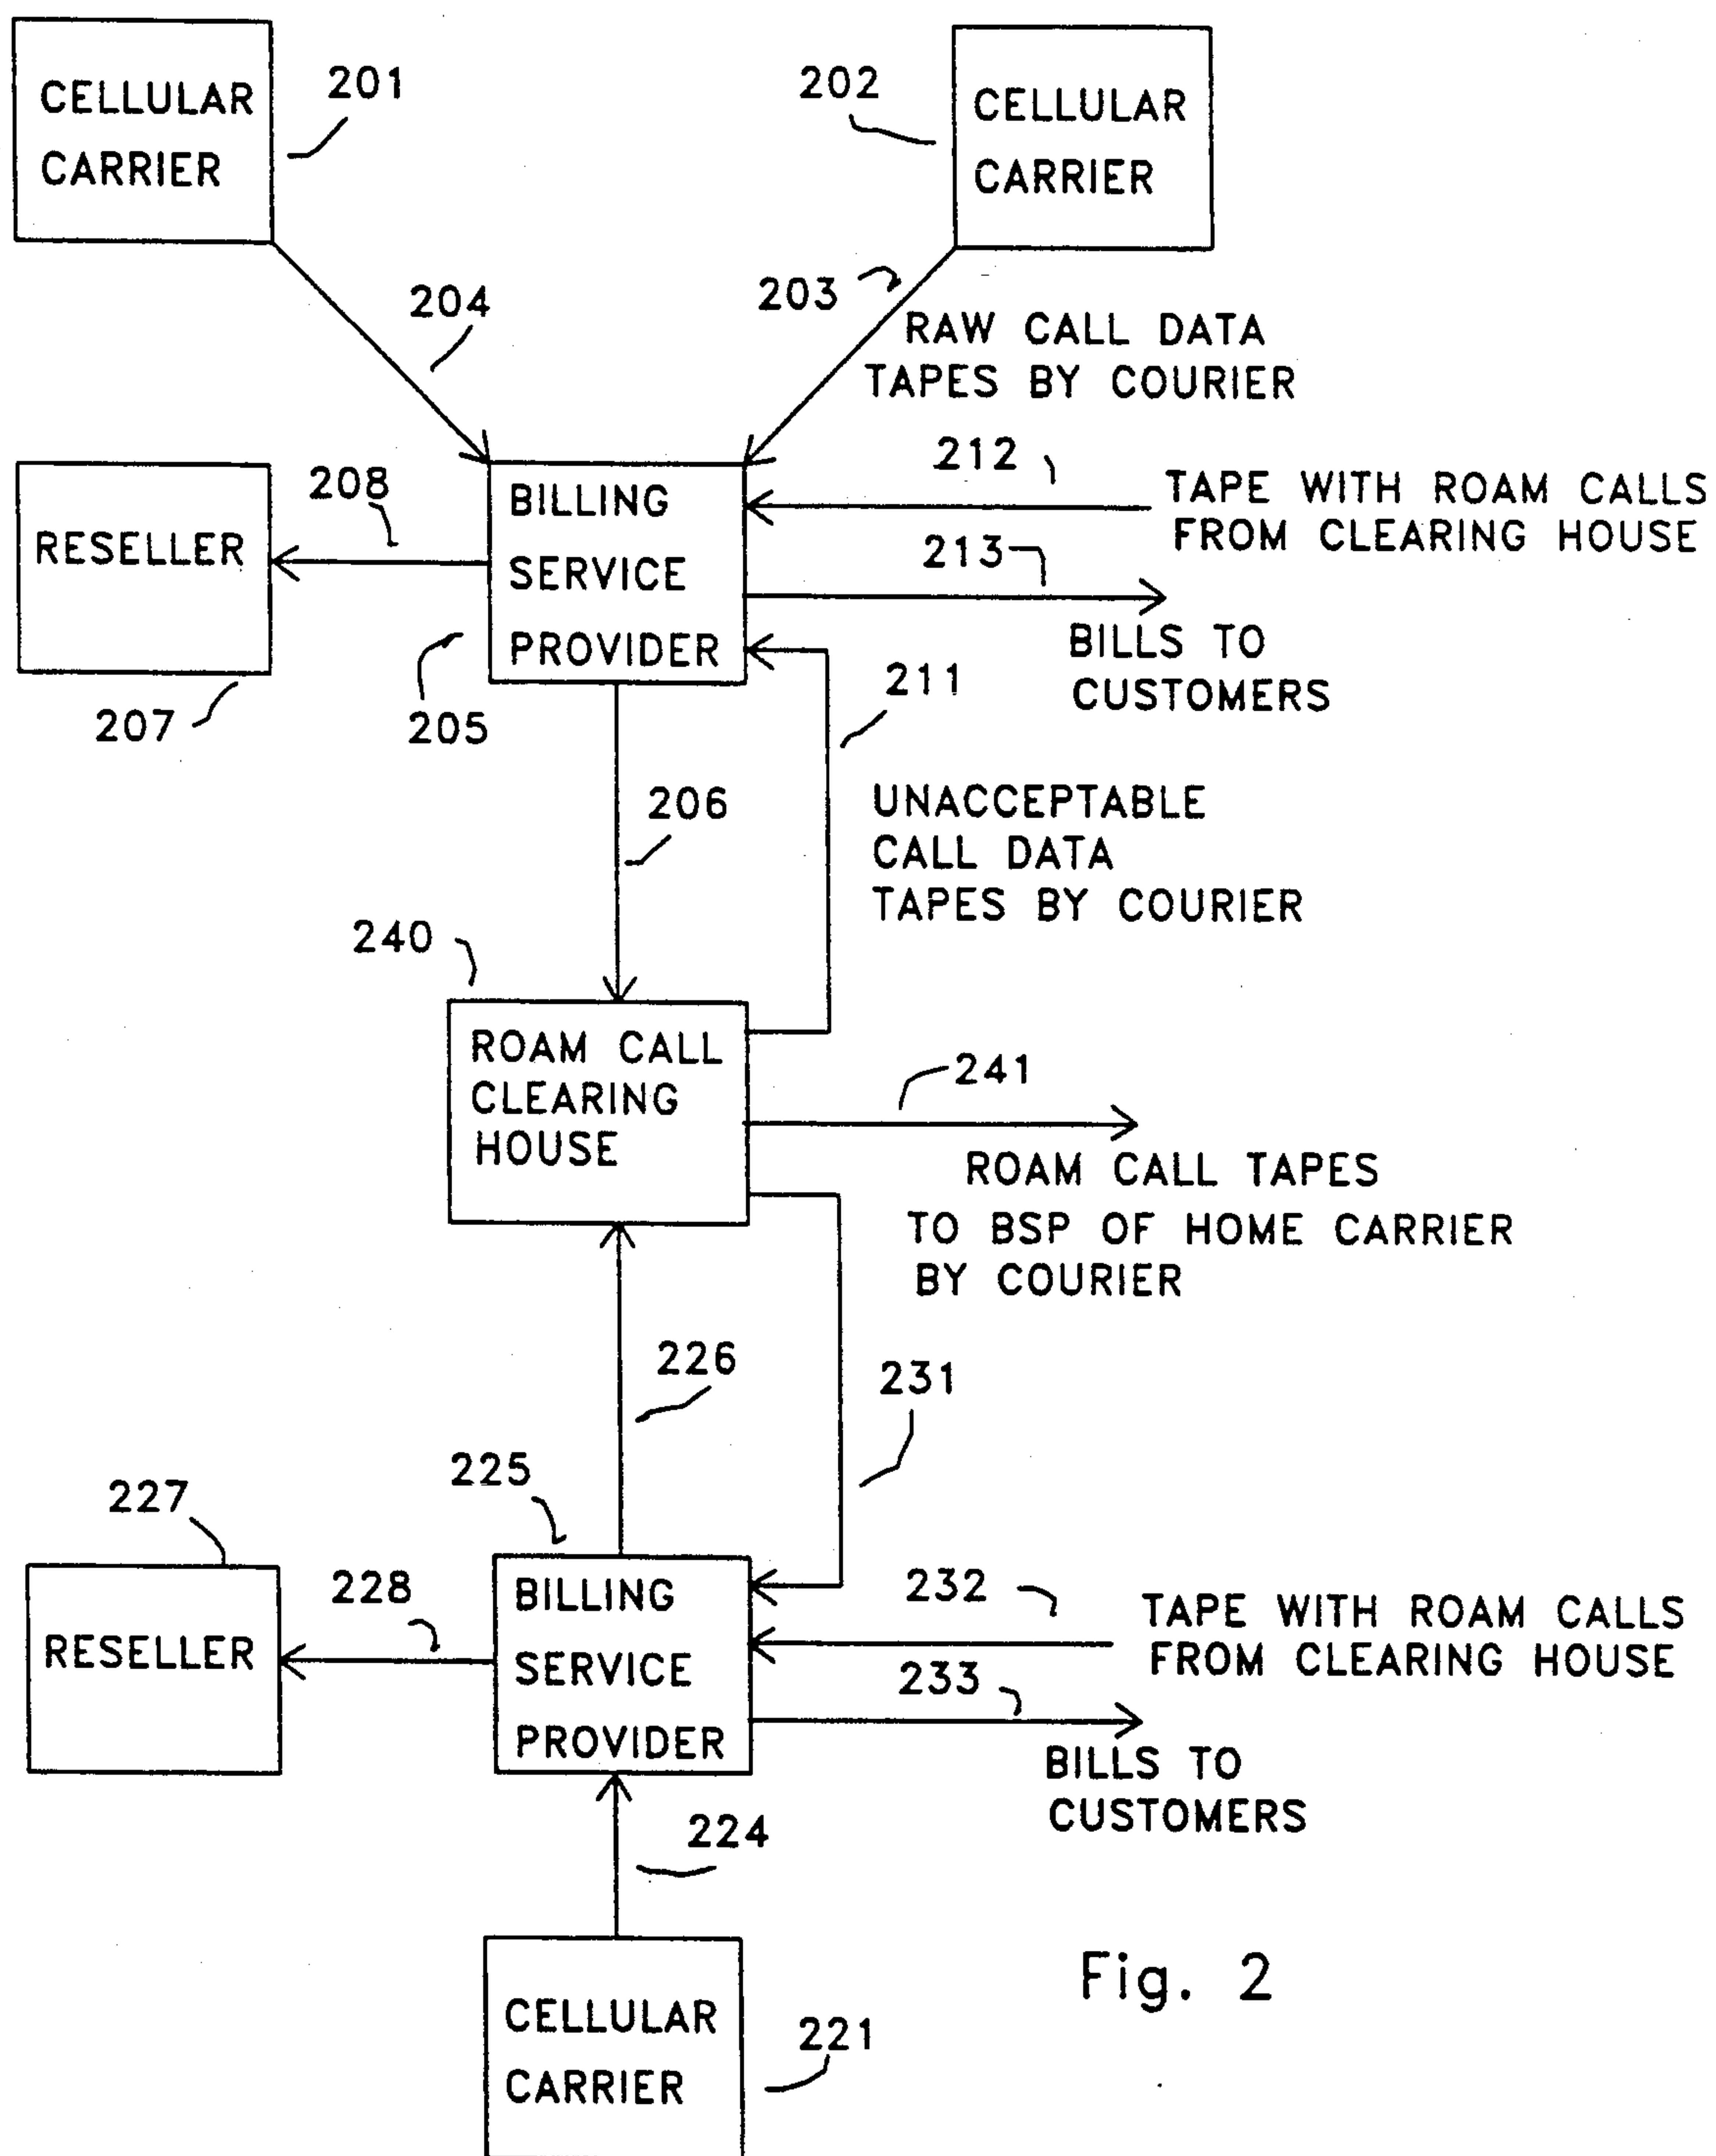 CELLULAR
CARRIER
201
202
CELLULAR
CARRIER
204
203
RAW CALL DATA
TAPES BY COURIER
RESELLER
207
208
BILLING
SERVICE
PROVIDER
205
212
TAPE WITH ROAM CALLS
FROM CLEARING HOUSE
213
BILLS TO
CUSTOMERS
211
206
UNACCEPTABLE
CALL DATA
TAPES BY COURIER
240
ROAM CALL
CLEARING
HOUSE
241
ROAM CALL TAPES
TO BSP OF HOME CARRIER
BY COURIER
226
231
225
227
RESELLER
228
BILLING
SERVICE
PROVIDER
232
TAPE WITH ROAM CALLS
FROM CLEARING HOUSE
233
BILLS TO
CUSTOMERS
224
CELLULAR
CARRIER
221
Fig. 2